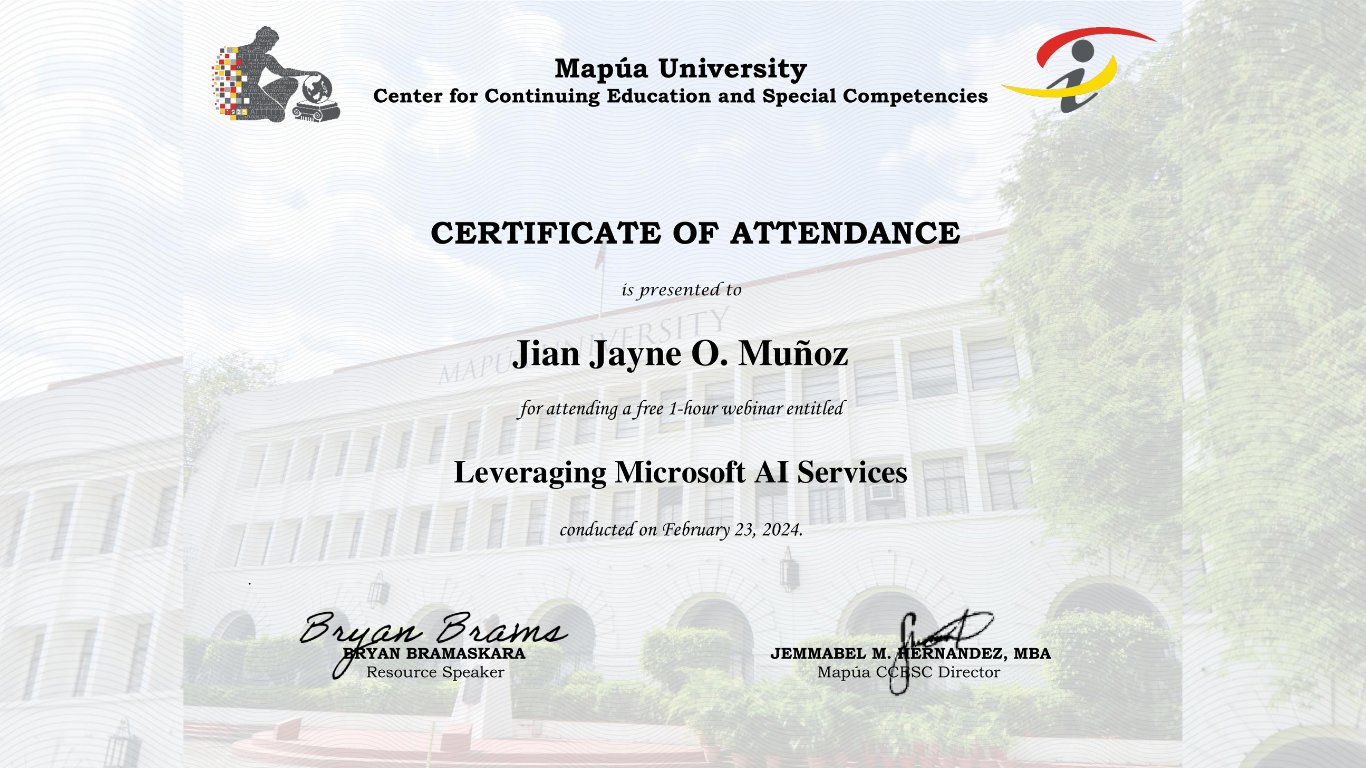 Mapúa University
Center for Continuing Education and Special Competencies
CERTIFICATE OF ATTENDANCE
is presented to
MAPUA UNIVERSITY
Jian Jayne O. Muñoz
for attending a free 1-hour webinar entitled
Leveraging Microsoft AI Services
conducted on February 23, 2024.
.
Bryan Brams
BRYAN BRAMASKARA
Resource Speaker
JEMMABEL M. HERNANDEZ, MBA
Mapúa CCESC Director